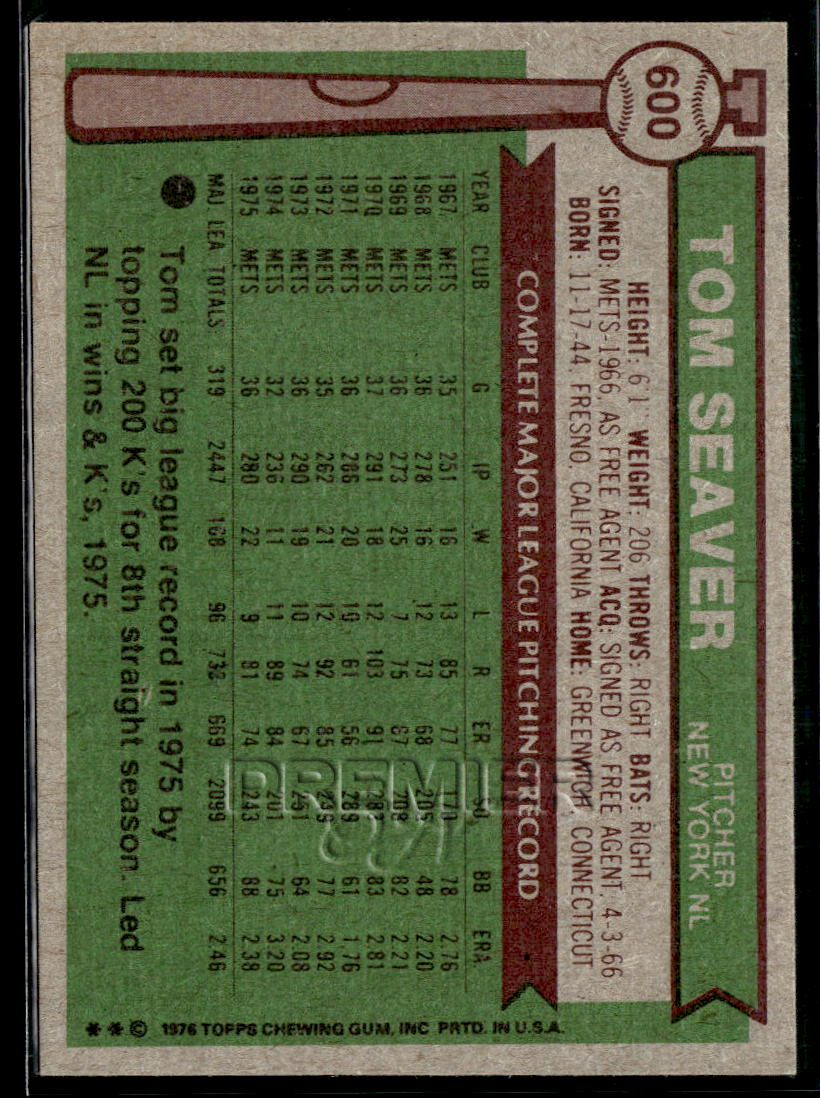 600
TOM SEAVER
PITCHER
NEW YORK NL
HEIGHT: 6'1" WEIGHT: 206 THROWS: RIGHT BATS: RIGHT
SIGNED: METS-1966, AS FREE AGENT ACQ: SIGNED AS FREE AGENT, 4-3-66
BORN: 11-17-44, FRESNO, CALIFORNIA HOME: GREENWICH, CONNECTICUT
COMPLETE MAJOR LEAGUE PITCHING RECORD
YEAR CLUB G IP W L R ER SO BB ERA
1967 METS 35 251 16 13 85 77 170 78 2.76
1968 METS 36 278 16 12 73 68 205 48 2.20
1969 METS 36 273 25 7 75 67 208 82 2.21
1970 METS 37 291 18 12 103 91 283 83 2.81
1971 METS 36 286 20 10 61 56 289 61 1.76
1972 METS 35 262 21 12 92 85 249 77 2.92
1973 METS 36 290 19 10 74 67 251 64 2.08
1974 METS 32 236 11 11 89 84 201 75 3.20
1975 METS 36 280 22 9 81 74 243 88 2.38
MAJ. LEA. TOTALS 319 2447 168 96 733 669 2099 656 2.46
Tom set big league record in 1975 by
topping 200 K's for 8th straight season. Led
NL in wins & K's, 1975.
** © 1976 TOPPS CHEWING GUM, INC. PRTD. IN U.S.A.
PREMIER